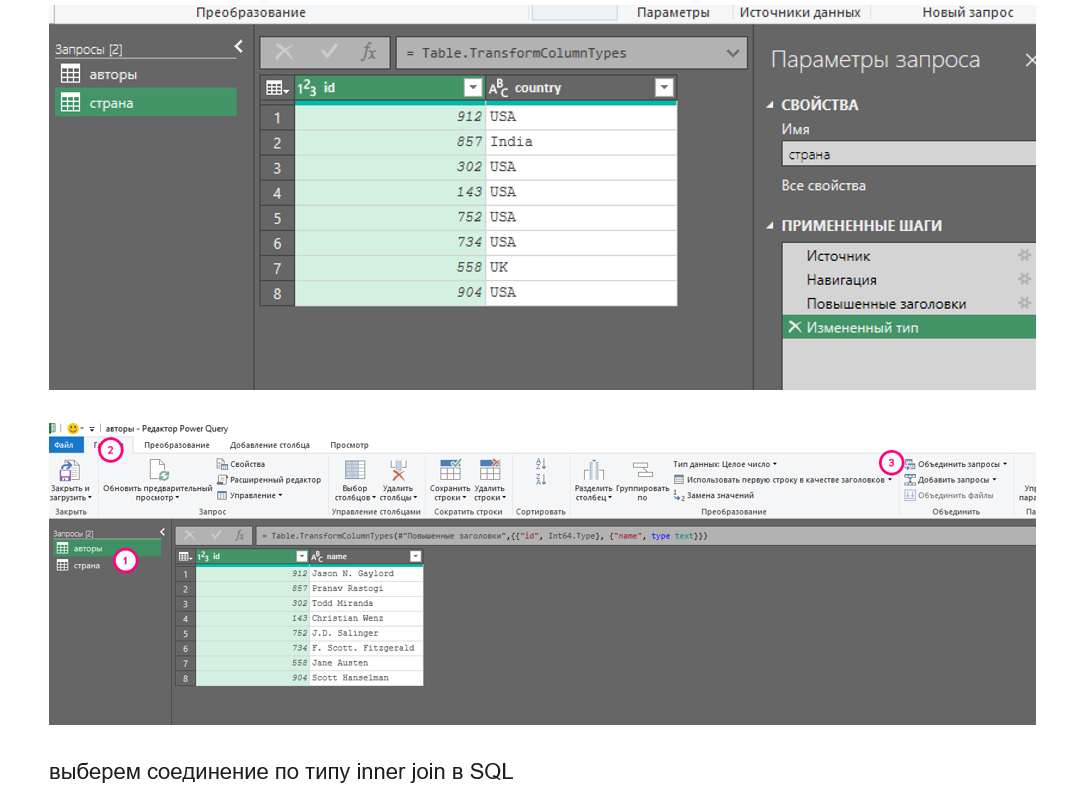 Преобразование Параметры Источники данных Новый запрос
Запросы [2]
авторы
страна
fx = Table.TransformColumnTypes
1²3 id ABC country
1 912 USA
2 857 India
3 302 USA
4 143 USA
5 752 USA
6 734 USA
7 558 UK
8 904 USA
Параметры запроса
СВОЙСТВА
Имя
страна
Все свойства
ПРИМЕНЕННЫЕ ШАГИ
Источник
Навигация
Повышенные заголовки
Измененный тип
авторы - Редактор Power Query
Файл Г 2 Преобразование Добавление столбца Просмотр
Закрыть и
загрузить
Закрыть
Обновить предварительный
просмотр
Свойства
Расширенный редактор
Управление
Запрос
Выбор
столбцов
Удалить
столбцы
Управление столбцами
Сохранить
строки
Удалить
строки
Сократить строки
Сортировать
Разделить
столбец
Группировать
по
Тип данных: Целое число
Использовать первую строку в качестве заголовков
Замена значений
Преобразование
3 Объединить запросы
Добавить запросы
Объединить файлы
Объединить
Упр
пара
Па
Запросы [2]
авторы
страна
1
fx = Table.TransformColumnTypes(#"Повышенные заголовки",{{"id", Int64.Type}, {"name", type text}})
1²3 id ABC name
1 912 Jason N. Gaylord
2 857 Pranav Rastogi
3 302 Todd Miranda
4 143 Christian Wenz
5 752 J.D. Salinger
6 734 F. Scott. Fitzgerald
7 558 Jane Austen
8 904 Scott Hanselman
выберем соединение по типу inner join в SQL